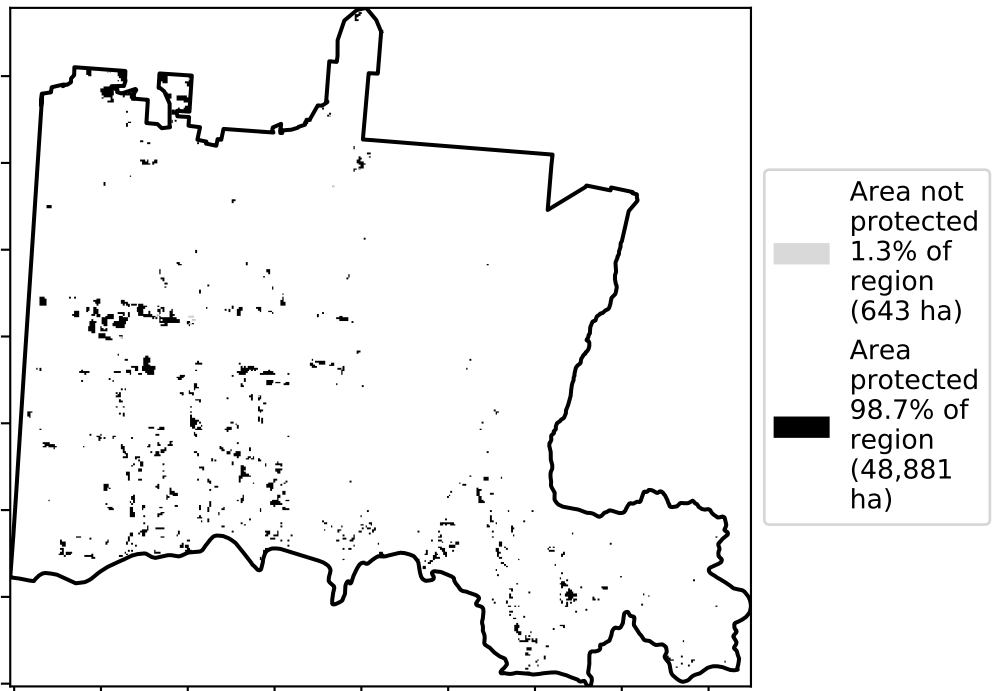 Area not
protected
1.3% of
region
(643 ha)
Area
protected
98.7% of
region
(48,881
ha)